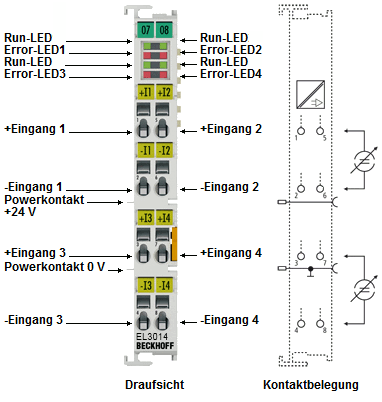 07 08
Run-LED Run-LED
Error-LED1 Error-LED2
Run-LED Run-LED
Error-LED3 Error-LED4
+I1 +I2
+Eingang 1 +Eingang 2
1 5
-I1 -I2
-Eingang 1 -Eingang 2
2 6
Powerkontakt
+24 V
+I3 +I4
+Eingang 3 +Eingang 4
3 7
Powerkontakt 0 V
-I3 -I4
-Eingang 3 -Eingang 4
4 8
EL3014
BECKHOFF
Draufsicht Kontaktbelegung